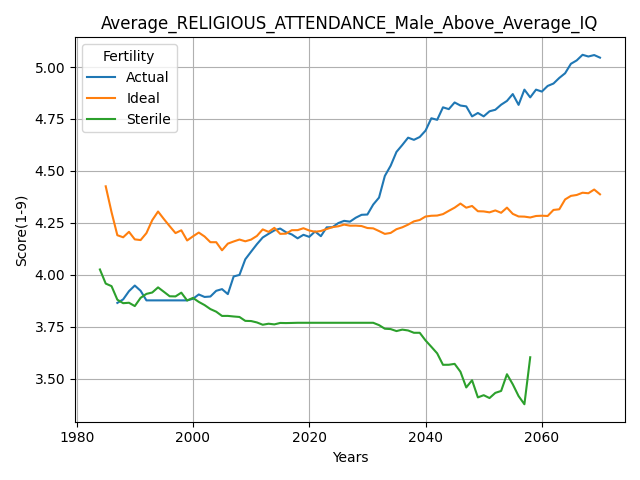 Average_RELIGIOUS_ATTENDANCE_Male_Above_Average_IQ
Fertility
Actual
Ideal
Sterile
Score(1-9)
5.00
4.75
4.50
4.25
4.00
3.75
3.50
1980 2000 2020 2040 2060
Years